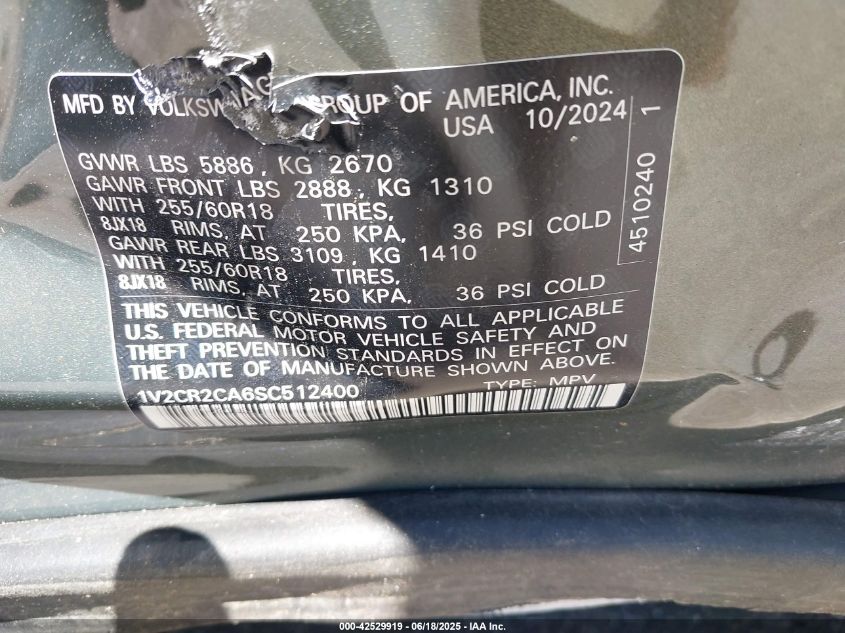 MFD BY VOLKSWAGE GROUP OF AMERICA, INC.
USA 10/2024
GVWR LBS 5886, KG 2670
GAWR FRONT LBS 2888, KG 1310
WITH 255/60R18 TIRES,
8JX18 RIMS, AT 250 KPA, 36 PSI COLD
GAWR REAR LBS 3109, KG 1410
WITH 255/60R18 TIRES,
8JX18 RIMS, AT 250 KPA, 36 PSI COLD
THIS VEHICLE CONFORMS TO ALL APPLICABLE
U.S. FEDERAL MOTOR VEHICLE SAFETY AND
THEFT PREVENTION STANDARDS IN EFFECT ON
THE DATE OF MANUFACTURE SHOWN ABOVE.
1V2CR2CA6SC512400 TYPE: MPV
4510240 1
000-42529919 - 06/18/2025 - IAA Inc.